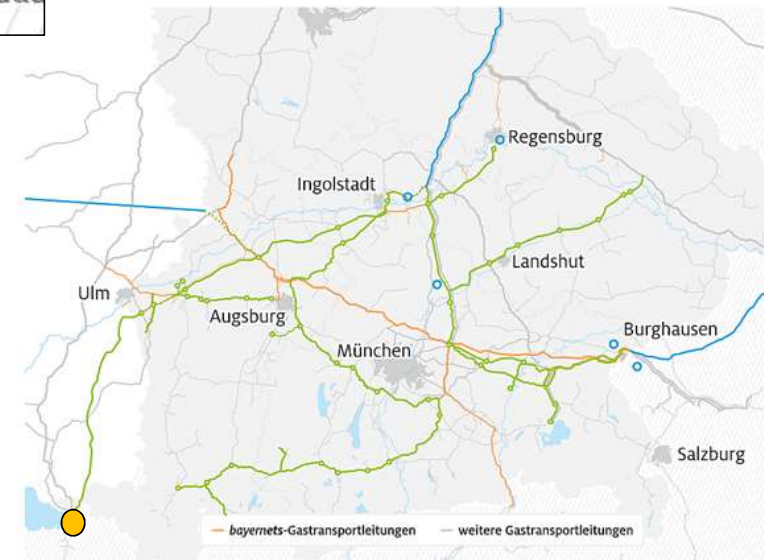 Regensburg
Ingolstadt
Landshut
Ulm
Augsburg
Burghausen
München
Salzburg
bayernets-Gastransportleitungen
weitere Gastransportleitungen